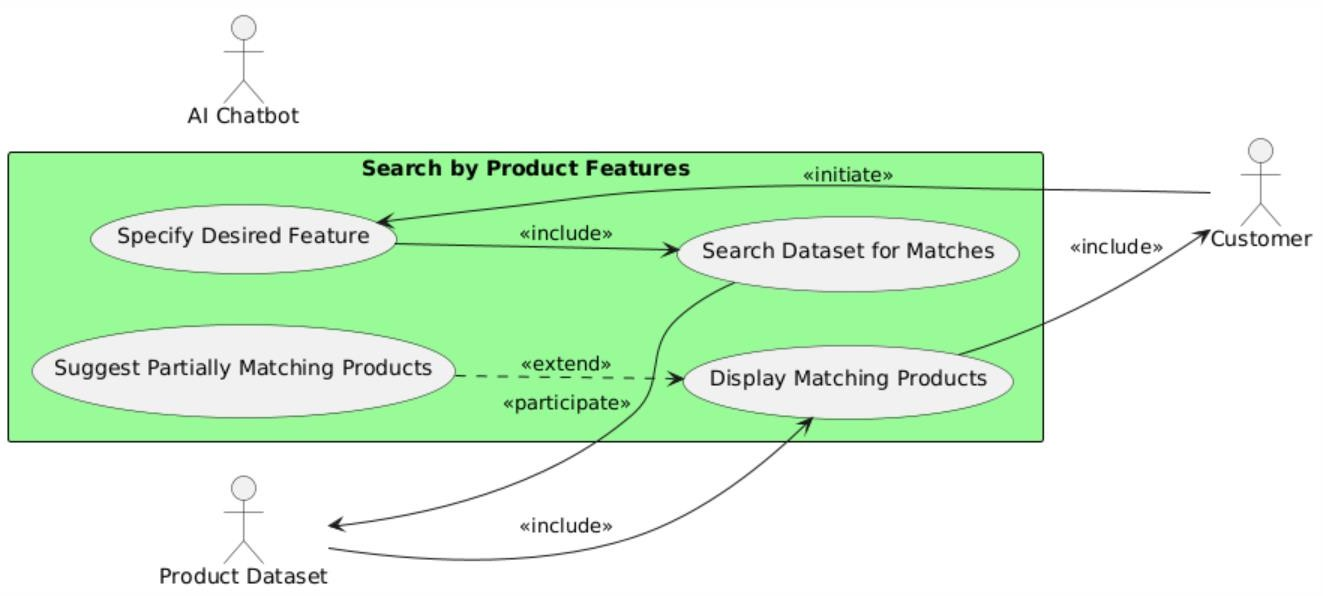 AI Chatbot
Search by Product Features
«initiate»
Specify Desired Feature
«include»
Search Dataset for Matches
«include»
Customer
Suggest Partially Matching Products
«extend»
Display Matching Products
«participate»
«include»
Product Dataset